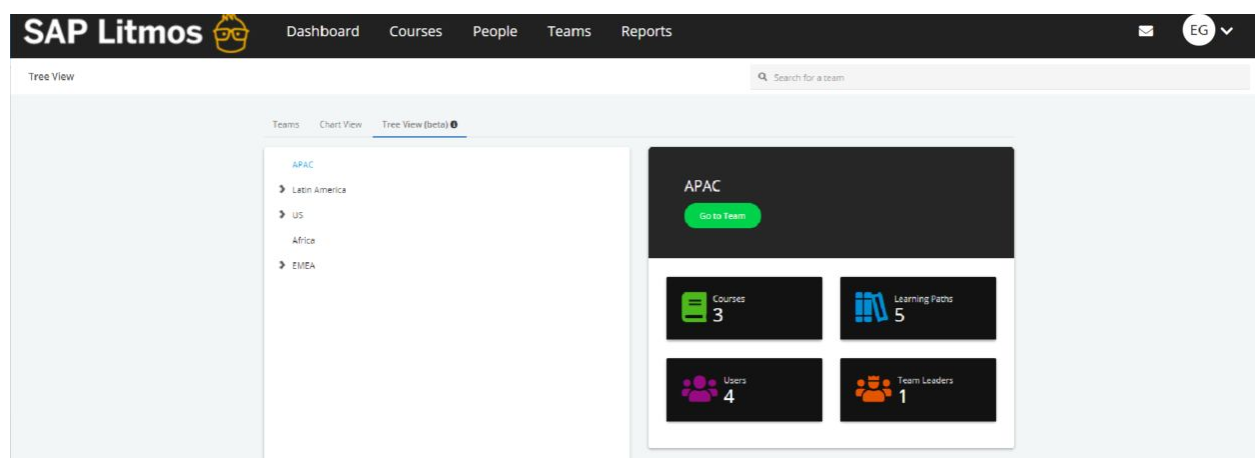 SAP Litmos Dashboard Courses People Teams Reports EG
Tree View Search for a team
Teams Chart View Tree View (beta)
APAC
Latin America
US
Africa
EMEA
APAC
Go to Team
Courses
3
Learning Paths
5
Users
4
Team Leaders
1